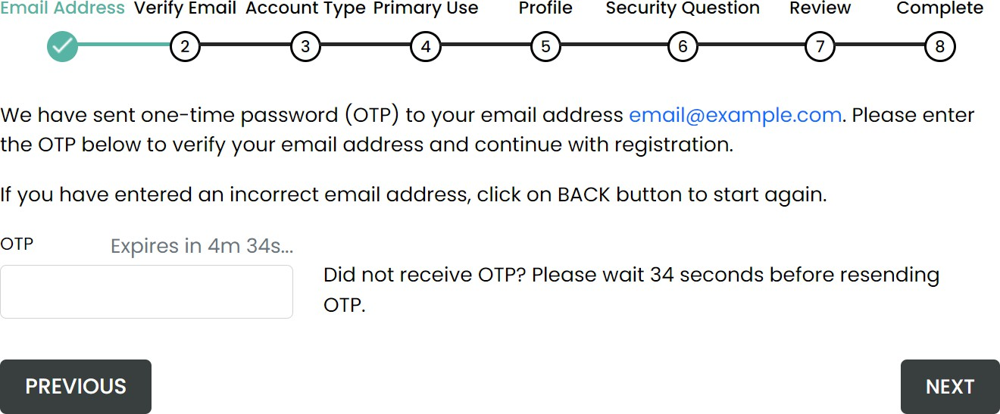 Email Address Verify Email Account Type Primary Use Profile Security Question Review Complete
2 3 4 5 6 7 8
We have sent one-time password (OTP) to your email address email@example.com. Please enter
the OTP below to verify your email address and continue with registration.
If you have entered an incorrect email address, click on BACK button to start again.
OTP Expires in 4m 34s...
Did not receive OTP? Please wait 34 seconds before resending
OTP.
PREVIOUS NEXT